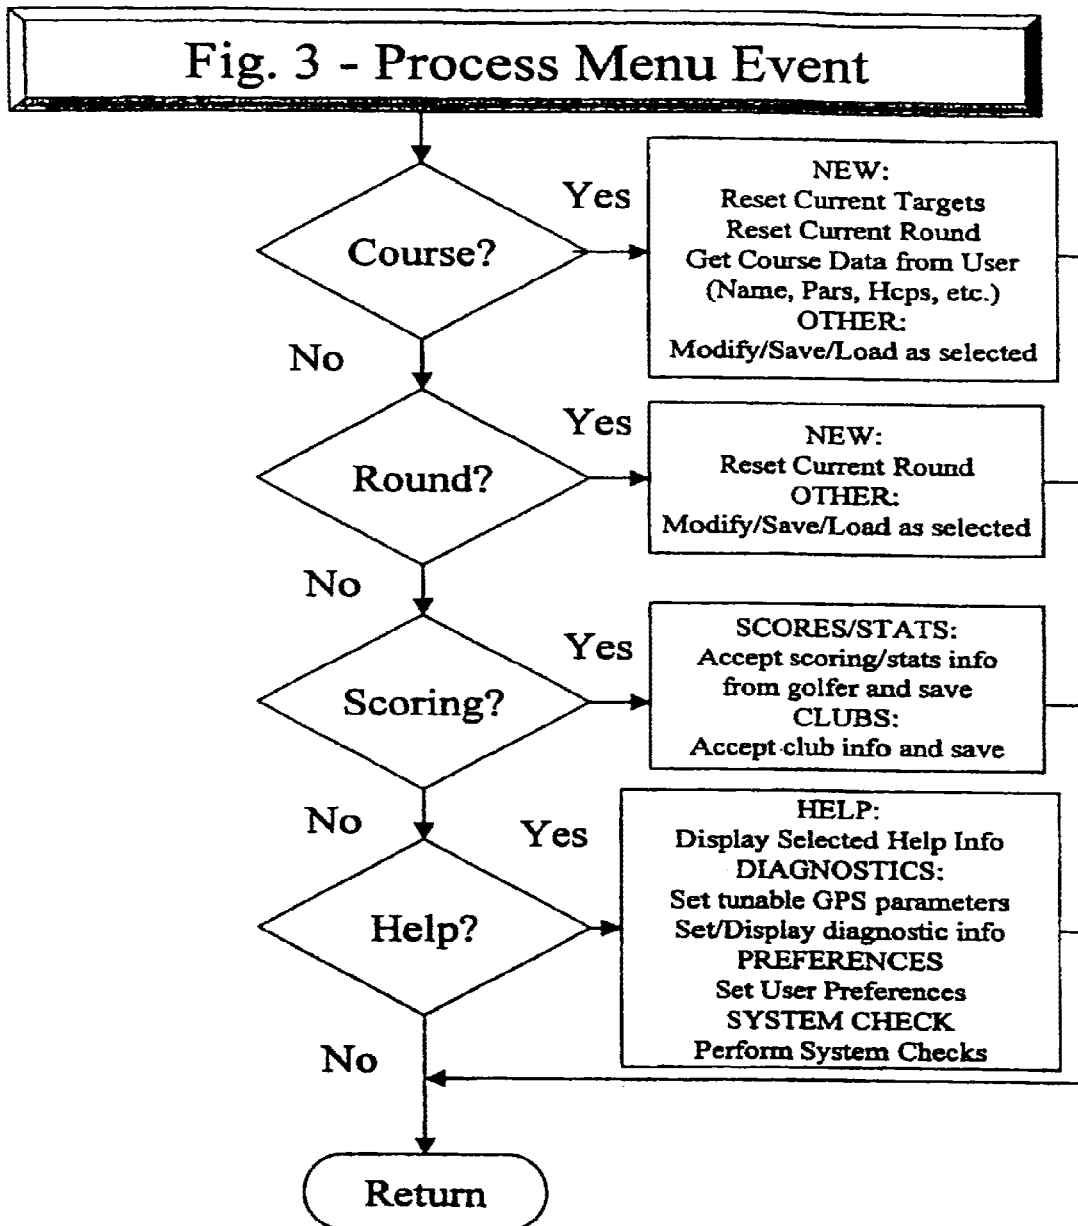 Fig. 3 - Process Menu Event
Course?
Yes
NEW:
Reset Current Targets
Reset Current Round
Get Course Data from User
(Name, Pars, Hcps, etc.)
OTHER:
Modify/Save/Load as selected
No
Round?
Yes
NEW:
Reset Current Round
OTHER:
Modify/Save/Load as selected
No
Scoring?
Yes
SCORES/STATS:
Accept scoring/stats info
from golfer and save
CLUBS:
Accept club info and save
No
Help?
Yes
HELP:
Display Selected Help Info
DIAGNOSTICS:
Set tunable GPS parameters
Set/Display diagnostic info
PREFERENCES
Set User Preferences
SYSTEM CHECK
Perform System Checks
No
Return